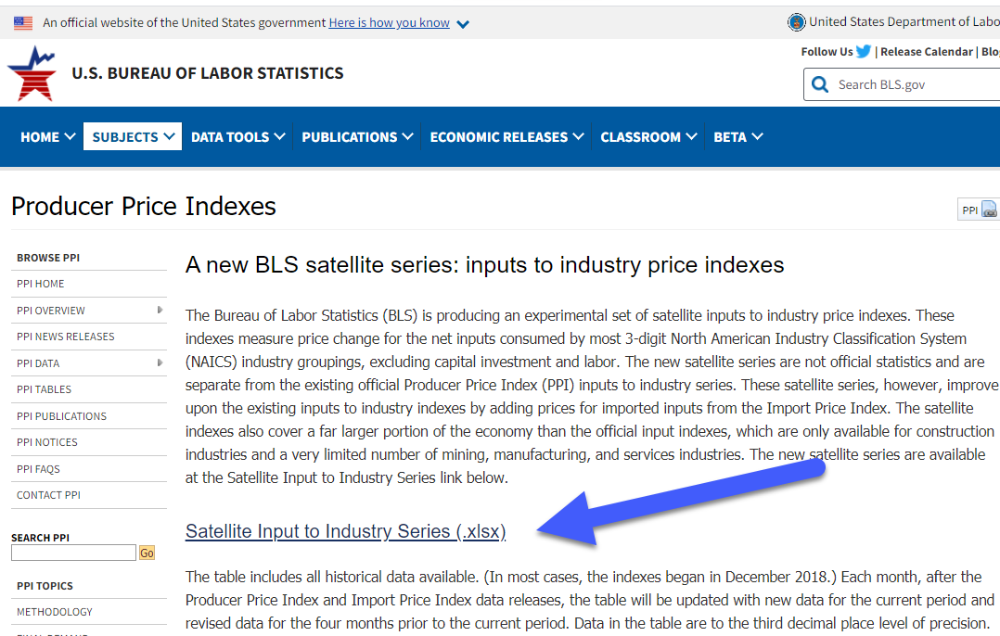 An official website of the United States government Here is how you know
United States Department of Labo
Follow Us | Release Calendar | Blo
U.S. BUREAU OF LABOR STATISTICS
Search BLS.gov
HOME SUBJECTS DATA TOOLS PUBLICATIONS ECONOMIC RELEASES CLASSROOM BETA
Producer Price Indexes
PPI
BROWSE PPI
PPI HOME
PPI OVERVIEW
PPI NEWS RELEASES
PPI DATA
PPI TABLES
PPI PUBLICATIONS
PPI NOTICES
PPI FAQS
CONTACT PPI
SEARCH PPI
Go
PPI TOPICS
METHODOLOGY
FINAL DEMAND
A new BLS satellite series: inputs to industry price indexes
The Bureau of Labor Statistics (BLS) is producing an experimental set of satellite inputs to industry price indexes. These
indexes measure price change for the net inputs consumed by most 3-digit North American Industry Classification System
(NAICS) industry groupings, excluding capital investment and labor. The new satellite series are not official statistics and are
separate from the existing official Producer Price Index (PPI) inputs to industry series. These satellite series, however, improve
upon the existing inputs to industry indexes by adding prices for imported inputs from the Import Price Index. The satellite
indexes also cover a far larger portion of the economy than the official input indexes, which are only available for construction
industries and a very limited number of mining, manufacturing, and services industries. The new satellite series are available
at the Satellite Input to Industry Series link below.
Satellite Input to Industry Series (.xlsx)
The table includes all historical data available. (In most cases, the indexes began in December 2018.) Each month, after the
Producer Price Index and Import Price Index data releases, the table will be updated with new data for the current period and
revised data for the four months prior to the current period. Data in the table are to the third decimal place level of precision.